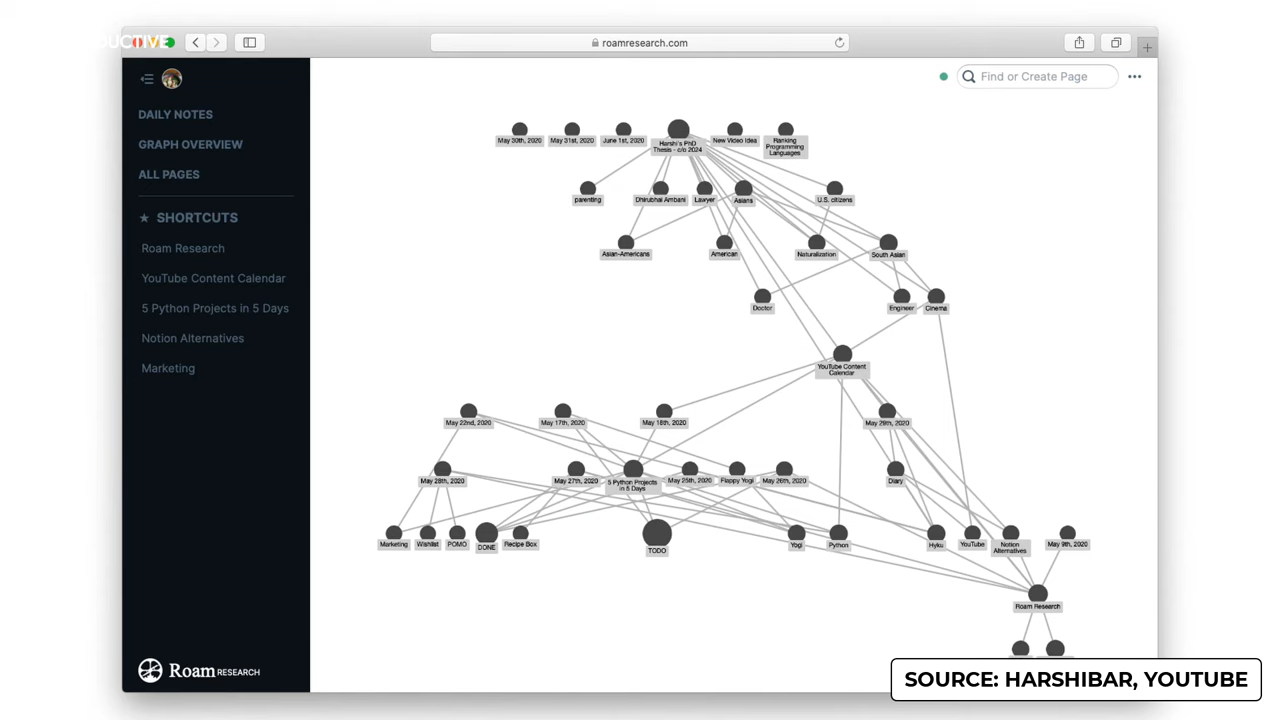 roamresearch.com
Find or Create Page
DAILY NOTES
GRAPH OVERVIEW
ALL PAGES
★ SHORTCUTS
Roam Research
YouTube Content Calendar
5 Python Projects in 5 Days
Notion Alternatives
Marketing
Roam RESEARCH
May 30th, 2020
May 31st, 2020
June 1st, 2020
Harshi's PhD
Thesis - c/o 2024
New Video Idea
Ranking
Programming
Languages
parenting
Dhirubhai Ambani
Lawyer
Asians
U.S. citizens
Asian-Americans
American
Naturalization
South Asian
Doctor
Engineer
Cinema
YouTube Content
Calendar
May 22nd, 2020
May 17th, 2020
May 18th, 2020
May 29th, 2020
May 28th, 2020
May 27th, 2020
5 Python Projects
in 5 Days
May 25th, 2020
Flappy Yogi
May 26th, 2020
Diary
Marketing
Wishlist
POMO
DONE
Recipe Box
TODO
Yogi
Python
Hyko
YouTube
Notion
Alternatives
May 9th, 2020
Roam Research
SOURCE: HARSHIBAR, YOUTUBE